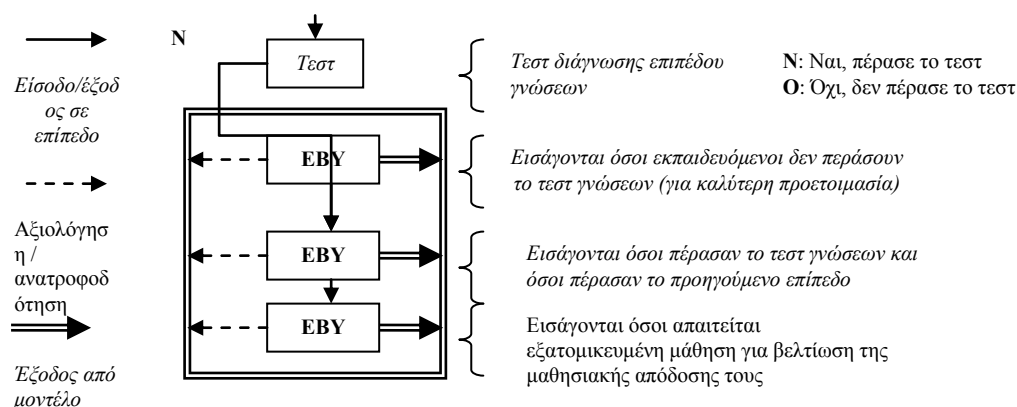 N
Τεστ
Τεστ διάγνωσης επιπέδου
γνώσεων
N: Ναι, πέρασε το τεστ
O: Όχι, δεν πέρασε το τεστ
Είσοδο/έξοδ
ος σε
επίπεδο
ΕΒΥ
Εισάγονται όσοι εκπαιδευόμενοι δεν περάσουν
το τεστ γνώσεων (για καλύτερη προετοιμασία)
Αξιολόγησ
η /
ανατροφοδ
ότηση
ΕΒΥ
Εισάγονται όσοι πέρασαν το τεστ γνώσεων και
όσοι πέρασαν το προηγούμενο επίπεδο
ΕΒΥ
Εισάγονται όσοι απαιτείται
εξατομικευμένη μάθηση για βελτίωση της
μαθησιακής απόδοσης τους
Έξοδος από
μοντέλο